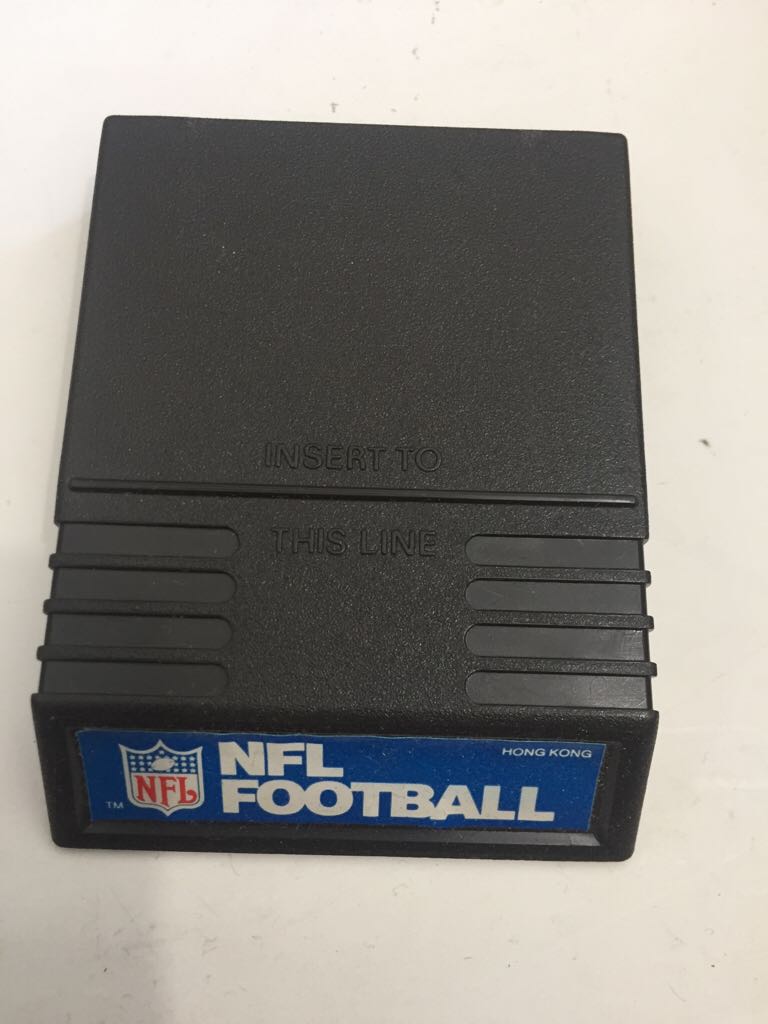 INSERT TO
THIS LINE
NFL
FOOTBALL
HONG KONG
NFL
TM